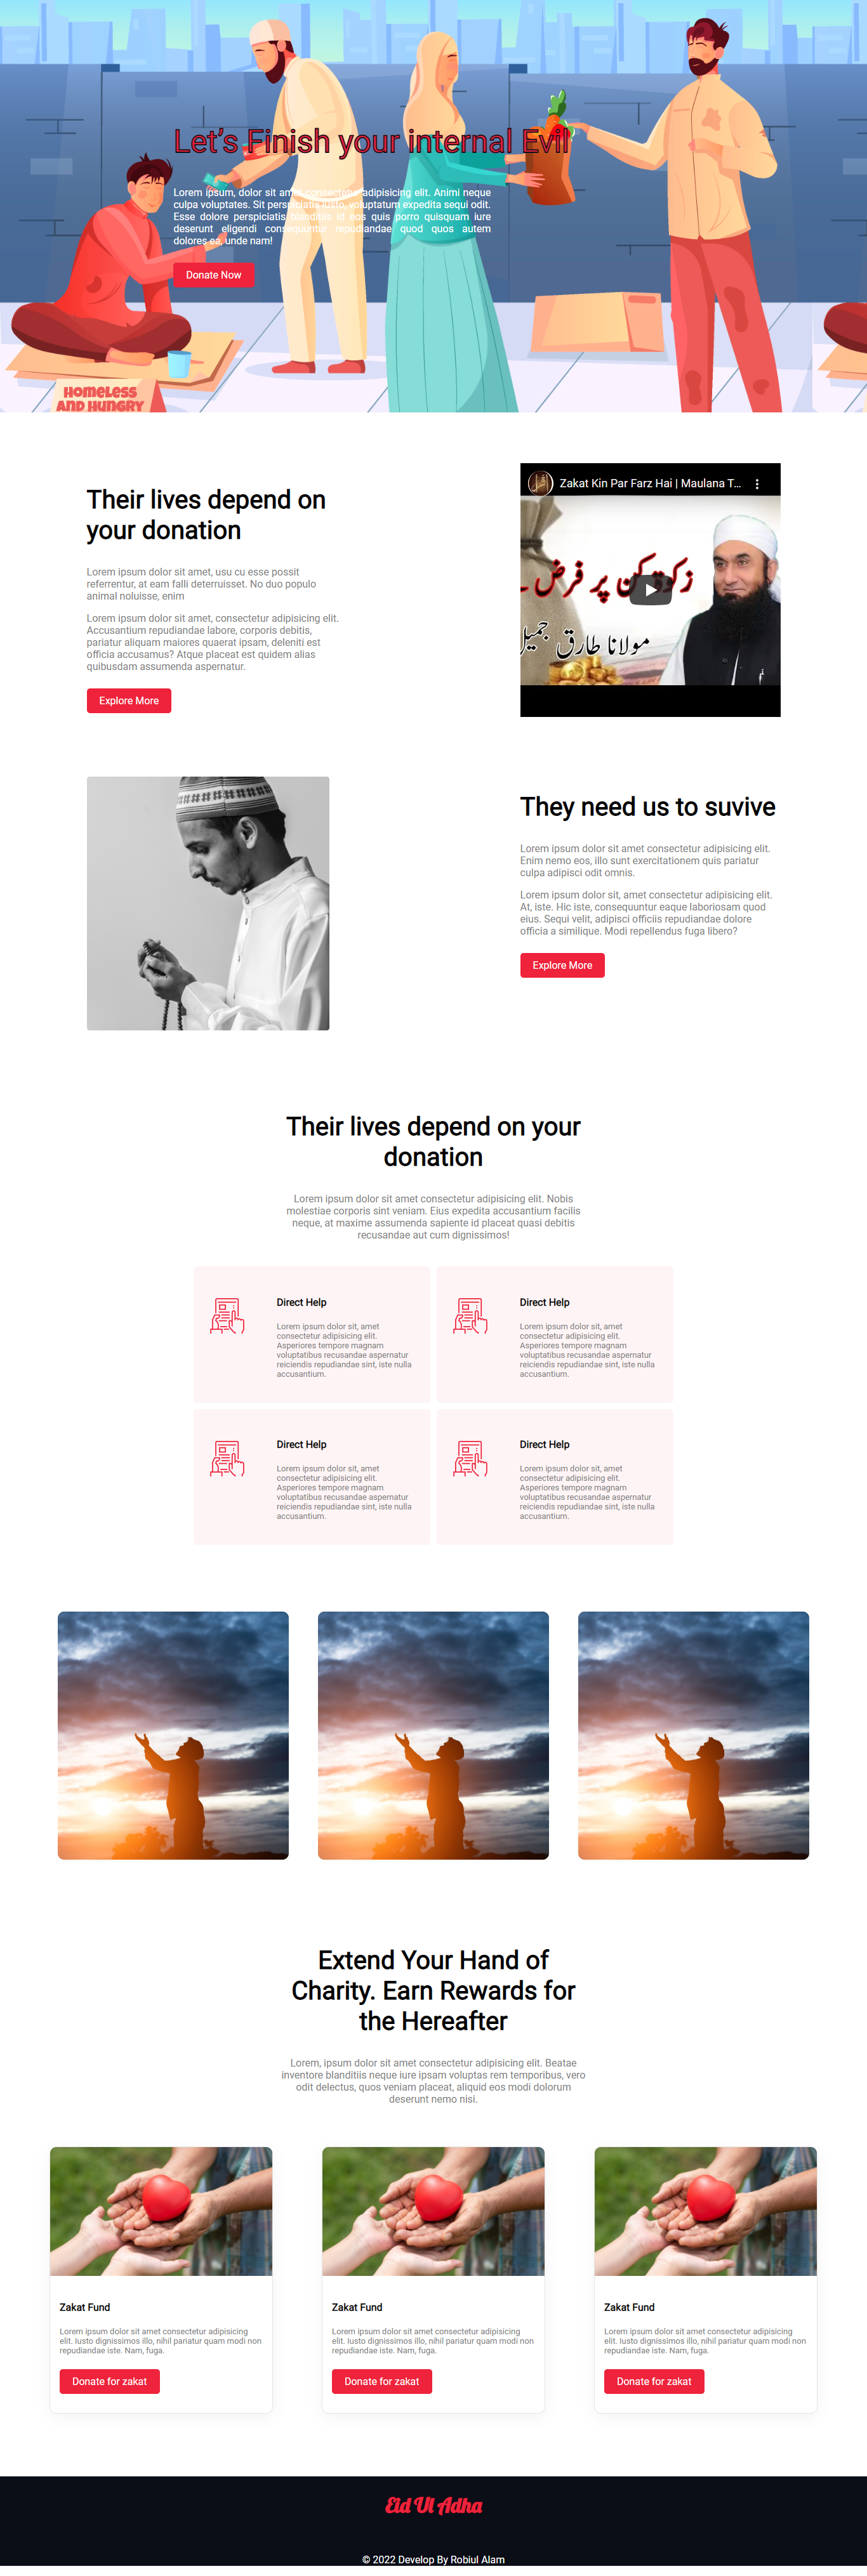 Let's Finish your internal Evil
Lorem ipsum, dolor sit amet consectetur adipisicing elit. Animi neque
culpa voluptates. Sit perspiciatis iusto, voluptatum expedita sequi odit.
Esse dolore perspiciatis blanditiis id eos quis porro quisquam iure
deserunt eligendi consequuntur repudiandae quod quos autem
dolores ea, unde nam!
Donate Now
HOMELESS
AND HUNGRY
Their lives depend on
your donation
Lorem ipsum dolor sit amet, usu cu esse possit
referrentur, at eam falli deterruisset. No duo populo
animal noluisse, enim
Lorem ipsum dolor sit amet, consectetur adipisicing elit.
Accusantium repudiandae labore, corporis debitis,
pariatur aliquam maiores quaerat ipsam, deleniti est
officia accusamus? Atque placeat est quidem alias
quibusdam assumenda aspernatur.
Explore More
Zakat Kin Par Farz Hai | Maulana T...
زکوٰۃ کن پر فرض ہے
مولانا طارق جمیل
They need us to suvive
Lorem ipsum dolor sit amet consectetur adipisicing elit.
Enim nemo eos, illo sunt exercitationem quis pariatur
culpa adipisci odit omnis.
Lorem ipsum dolor sit, amet consectetur adipisicing elit.
At, iste. Hic iste, consequuntur eaque laboriosam quod
eius. Sequi velit, adipisci officiis repudiandae dolore
officia a similique. Modi repellendus fuga libero?
Explore More
Their lives depend on your
donation
Lorem ipsum dolor sit amet consectetur adipisicing elit. Nobis
molestiae corporis sint veniam. Eius expedita accusantium facilis
neque, at maxime assumenda sapiente id placeat quasi debitis
recusandae aut cum dignissimos!
Direct Help
Lorem ipsum dolor sit, amet
consectetur adipisicing elit.
Asperiores tempore magnam
voluptatibus recusandae aspernatur
reiciendis repudiandae sint, iste nulla
accusantium.
Direct Help
Lorem ipsum dolor sit, amet
consectetur adipisicing elit.
Asperiores tempore magnam
voluptatibus recusandae aspernatur
reiciendis repudiandae sint, iste nulla
accusantium.
Direct Help
Lorem ipsum dolor sit, amet
consectetur adipisicing elit.
Asperiores tempore magnam
voluptatibus recusandae aspernatur
reiciendis repudiandae sint, iste nulla
accusantium.
Direct Help
Lorem ipsum dolor sit, amet
consectetur adipisicing elit.
Asperiores tempore magnam
voluptatibus recusandae aspernatur
reiciendis repudiandae sint, iste nulla
accusantium.
Extend Your Hand of
Charity. Earn Rewards for
the Hereafter
Lorem, ipsum dolor sit amet consectetur adipisicing elit. Beatae
inventore blanditiis neque iure ipsam voluptas rem temporibus, vero
odit delectus, quos veniam placeat, aliquid eos modi dolorum
deserunt nemo nisi.
Zakat Fund
Lorem ipsum dolor sit amet consectetur adipisicing
elit. Iusto dignissimos illo, nihil pariatur quam modi non
repudiandae iste. Nam, fuga.
Donate for zakat
Zakat Fund
Lorem ipsum dolor sit amet consectetur adipisicing
elit. Iusto dignissimos illo, nihil pariatur quam modi non
repudiandae iste. Nam, fuga.
Donate for zakat
Zakat Fund
Lorem ipsum dolor sit amet consectetur adipisicing
elit. Iusto dignissimos illo, nihil pariatur quam modi non
repudiandae iste. Nam, fuga.
Donate for zakat
Eid Ul Adha
© 2022 Develop By Robiul Alam